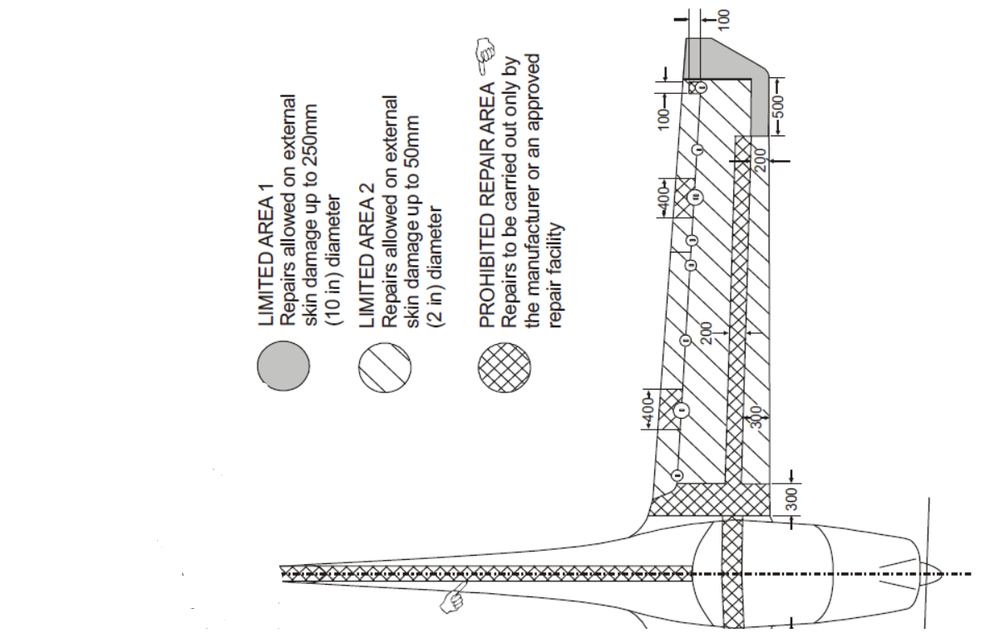 LIMITED AREA 1
Repairs allowed on external
skin damage up to 250mm
(10 in) diameter
LIMITED AREA 2
Repairs allowed on external
skin damage up to 50mm
(2 in) diameter
PROHIBITED REPAIR AREA
Repairs to be carried out only by
the manufacturer or an approved
repair facility
100
100
500
200
400
200
400
300
300